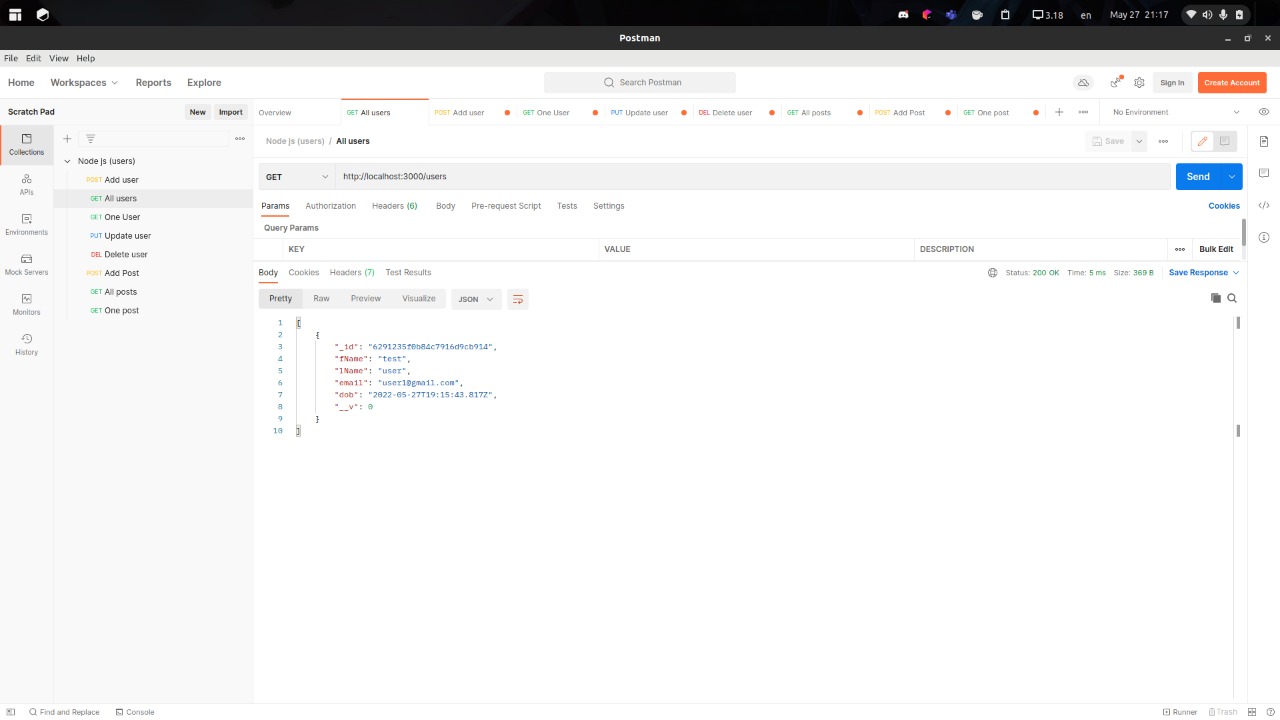 3.18 en May 27 21:17
Postman
File Edit View Help
Home Workspaces Reports Explore Search Postman Sign In Create Account
Scratch Pad New Import Overview GET All users POST Add user GET One User PUT Update user DEL Delete user GET All posts POST Add Post GET One post No Environment
Collections
APIs
Environments
Mock Servers
Monitors
History
Node js (users)
POST Add user
GET All users
GET One User
PUT Update user
DEL Delete user
POST Add Post
GET All posts
GET One post
Node js (users) / All users Save
GET http://localhost:3000/users Send
Params Authorization Headers (6) Body Pre-request Script Tests Settings Cookies
Query Params
KEY VALUE DESCRIPTION Bulk Edit
Body Cookies Headers (7) Test Results Status: 200 OK Time: 5 ms Size: 369 B Save Response
Pretty Raw Preview Visualize JSON
1 [
2 {
3 "_id": "6291235f0b84c7916d9cb914",
4 "fName": "test",
5 "lName": "user",
6 "email": "user1@gmail.com",
7 "dob": "2022-05-27T19:15:43.817Z",
8 "__v": 0
9 }
10 ]
Find and Replace Console Runner Trash